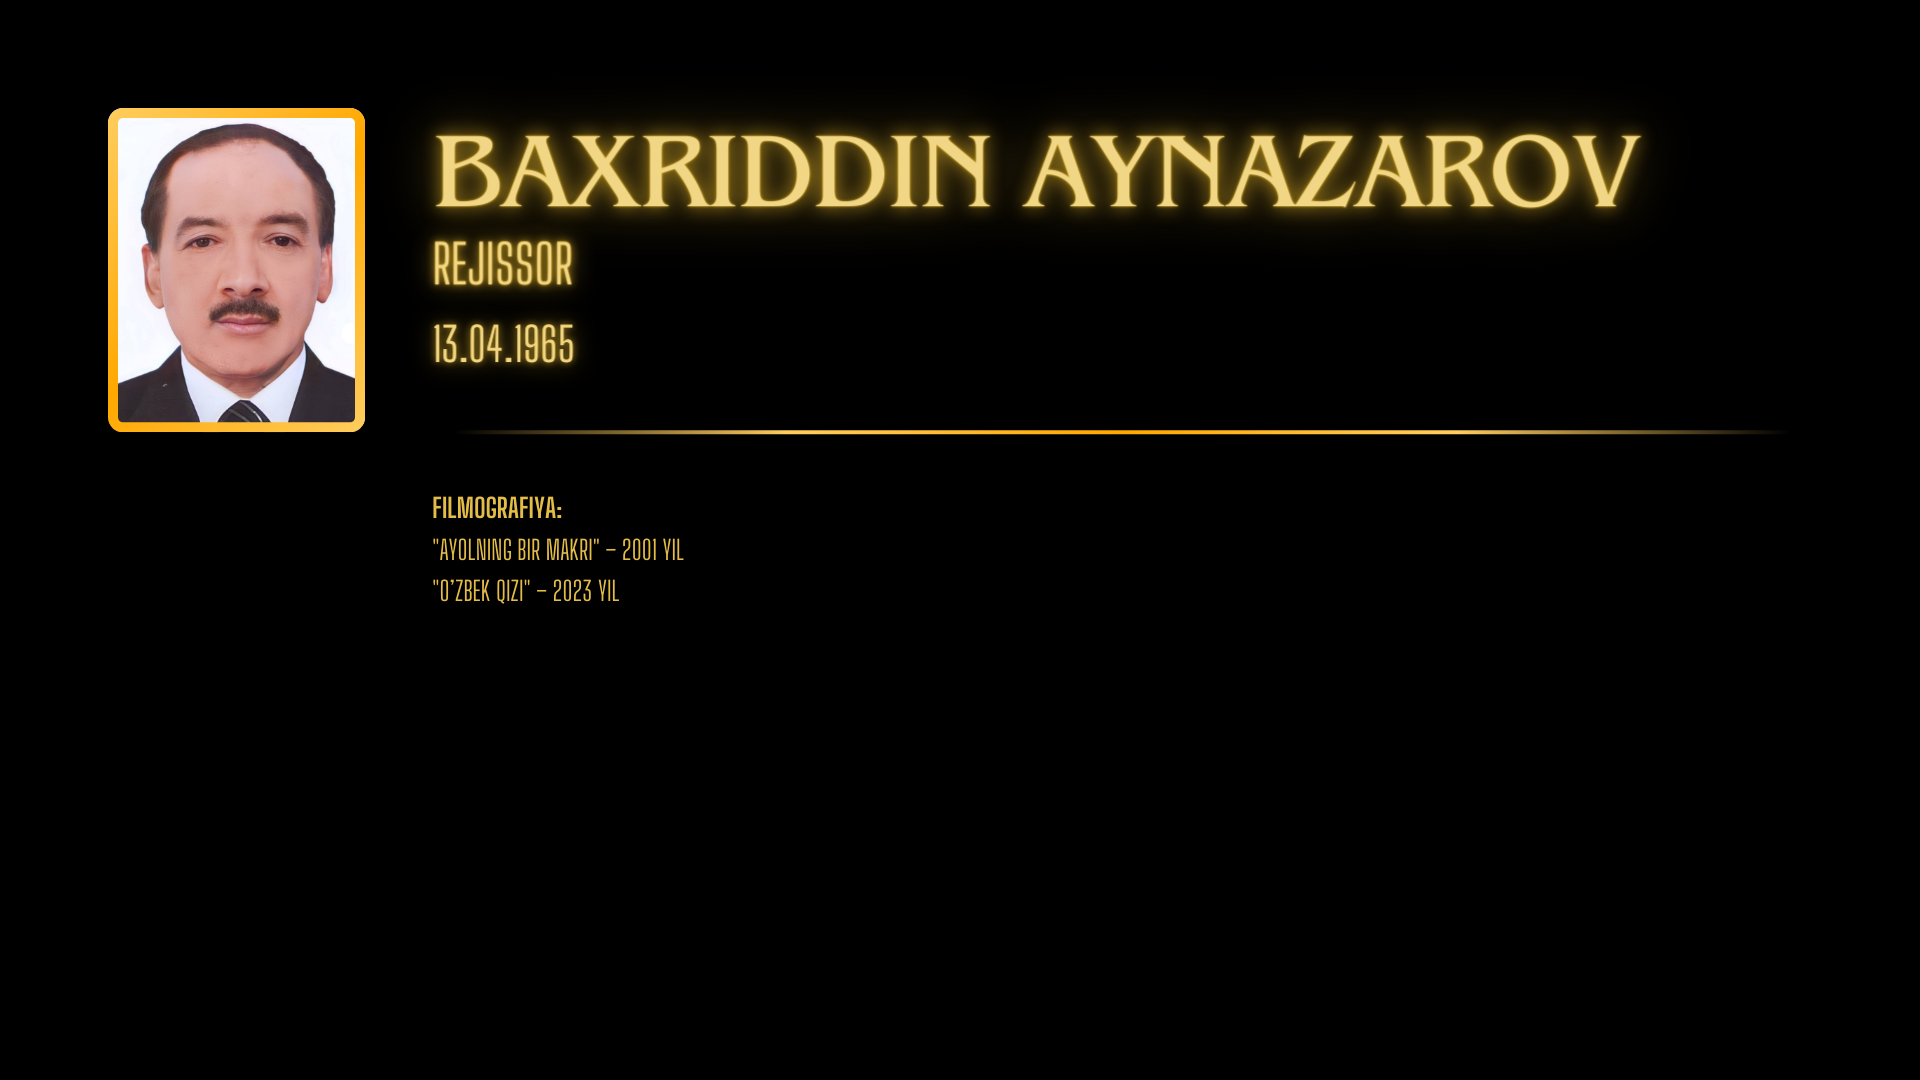 BAXRIDDIN AYNAZAROV
REJISSOR
13.04.1965
FILMOGRAFIYA:
"AYOLNING BIR MAKRI" – 2001 YIL
"O’ZBEK QIZI" – 2023 YIL